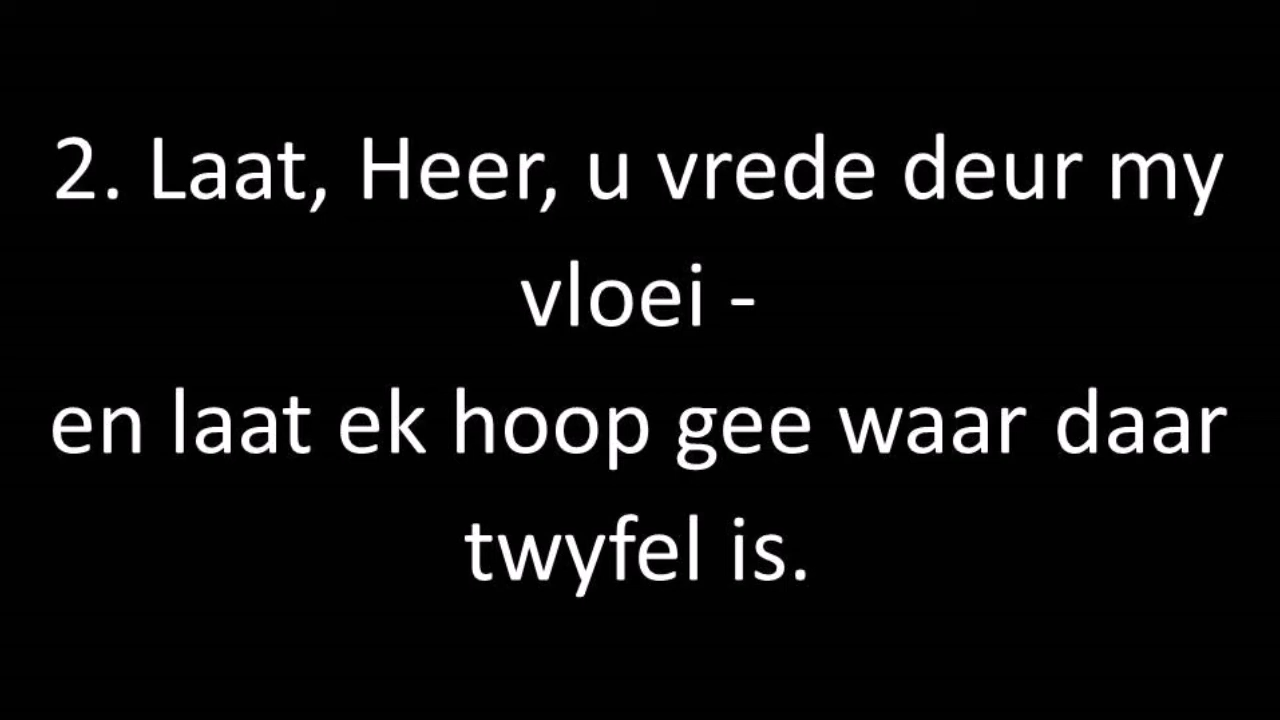 2. Laat, Heer, u vrede deur my
vloei -
en laat ek hoop gee waar daar
twyfel is.